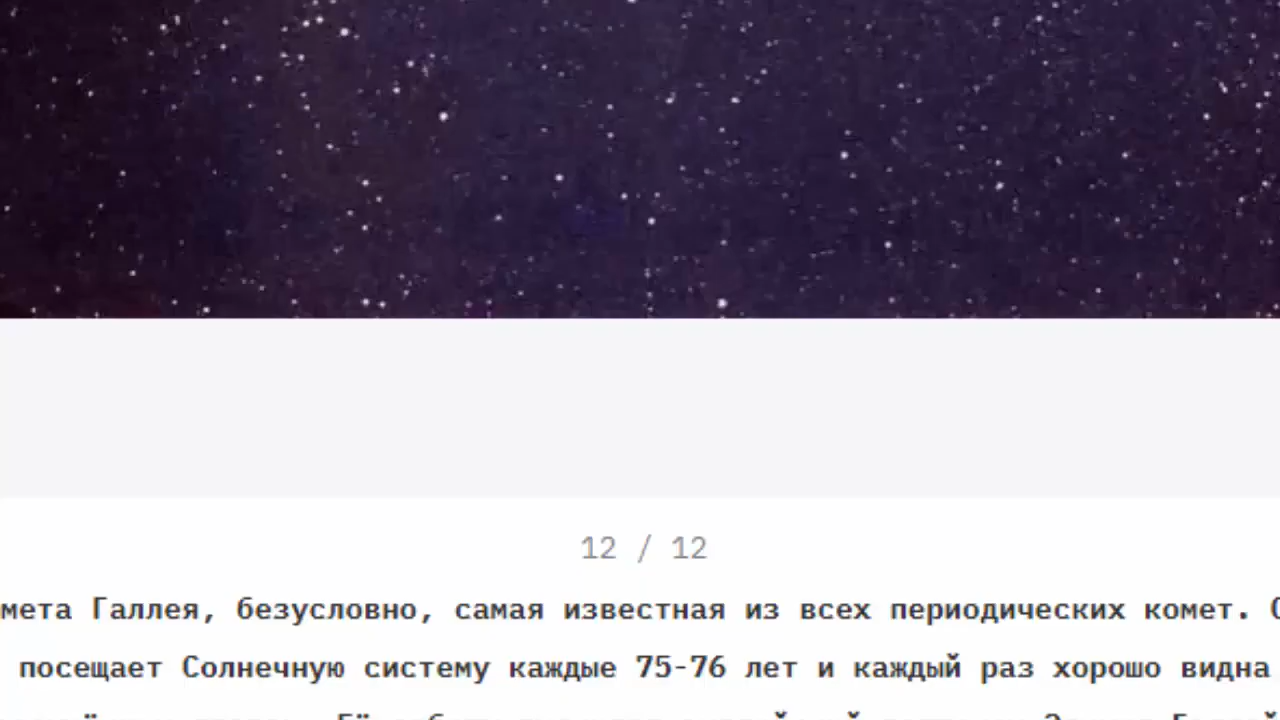 12 / 12
мета Галлея, безусловно, самая известная из всех периодических комет.
посещает Солнечную систему каждые 75-76 лет и каждый раз хорошо видна